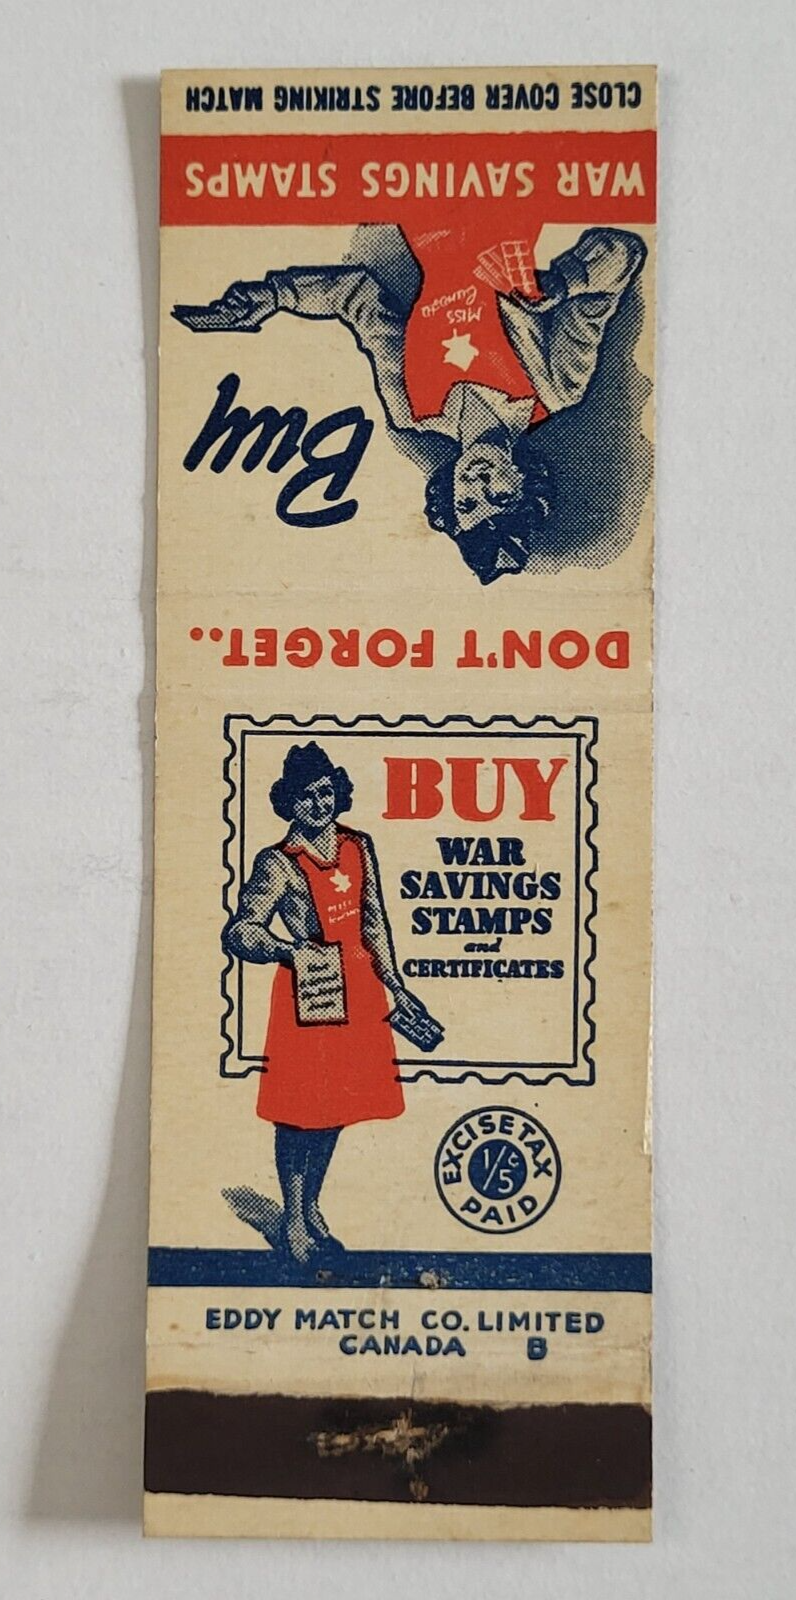 CLOSE COVER BEFORE STRIKING MATCH
WAR SAVINGS STAMPS
MISS
Canada
Buy
DON'T FORGET..
BUY
WAR
SAVINGS
STAMPS
and
CERTIFICATES
MISS
EXCISE TAX
1/5¢
PAID
EDDY MATCH CO. LIMITED
CANADA B